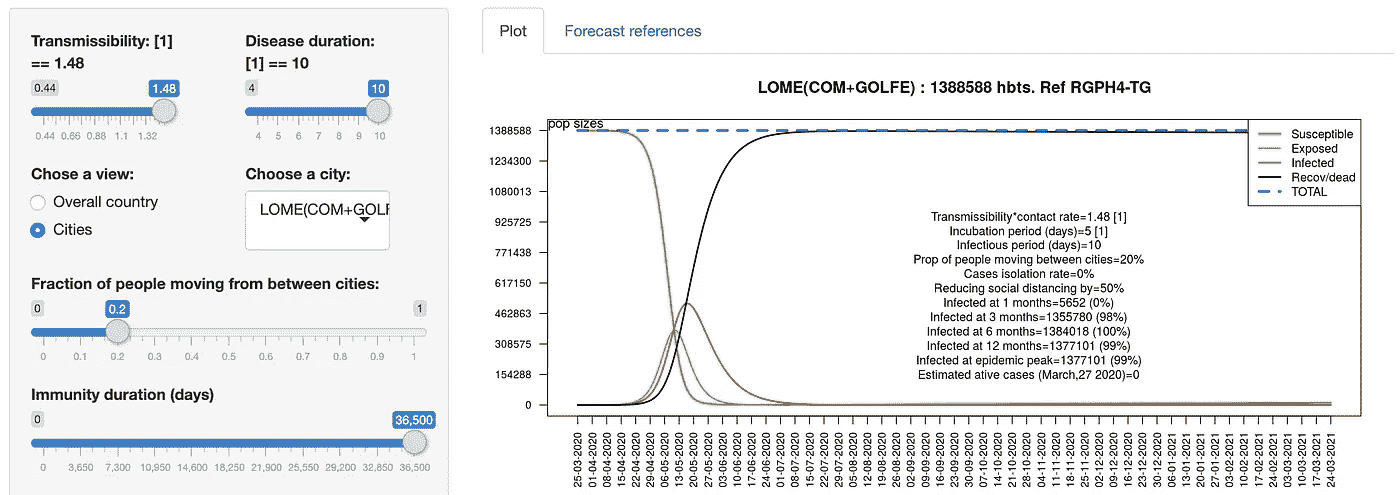 Transmissibility: [1]
== 1.48
0.44 1.48
0.44 0.66 0.88 1.1 1.32
Disease duration:
[1] == 10
4 10
4 5 6 7 8 9 10
Chose a view:
Overall country
Cities
Choose a city:
LOME(COM+GOLF
Fraction of people moving from between cities:
0 0.2 1
0 0.1 0.2 0.3 0.4 0.5 0.6 0.7 0.8 0.9 1
Immunity duration (days)
0 36,500
0 3,650 7,300 10,950 14,600 18,250 21,900 25,550 29,200 32,850 36,500
Plot Forecast references
LOME(COM+GOLFE) : 1388588 hbts. Ref RGPH4-TG
pop sizes
1388588
1234300
1080013
925725
771438
617150
462863
308575
154288
0
Susceptible
Exposed
Infected
Recov/dead
TOTAL
Transmissibility*contact rate=1.48 [1]
Incubation period (days)=5 [1]
Infectious period (days)=10
Prop of people moving between cities=20%
Cases isolation rate=0%
Reducing social distancing by=50%
Infected at 1 months=5652 (0%)
Infected at 3 months=1355780 (98%)
Infected at 6 months=1384018 (100%)
Infected at 12 months=1377101 (99%)
Infected at epidemic peak=1377101 (99%)
Estimated ative cases (March,27 2020)=0
25-03-2020
01-04-2020
08-04-2020
15-04-2020
22-04-2020
29-04-2020
06-05-2020
13-05-2020
20-05-2020
27-05-2020
03-06-2020
10-06-2020
17-06-2020
24-06-2020
01-07-2020
08-07-2020
15-07-2020
22-07-2020
29-07-2020
05-08-2020
12-08-2020
19-08-2020
26-08-2020
02-09-2020
09-09-2020
16-09-2020
23-09-2020
30-09-2020
07-10-2020
14-10-2020
21-10-2020
28-10-2020
04-11-2020
11-11-2020
18-11-2020
25-11-2020
02-12-2020
09-12-2020
16-12-2020
23-12-2020
30-12-2020
06-01-2021
13-01-2021
20-01-2021
27-01-2021
03-02-2021
10-02-2021
17-02-2021
24-02-2021
03-03-2021
10-03-2021
17-03-2021
24-03-2021